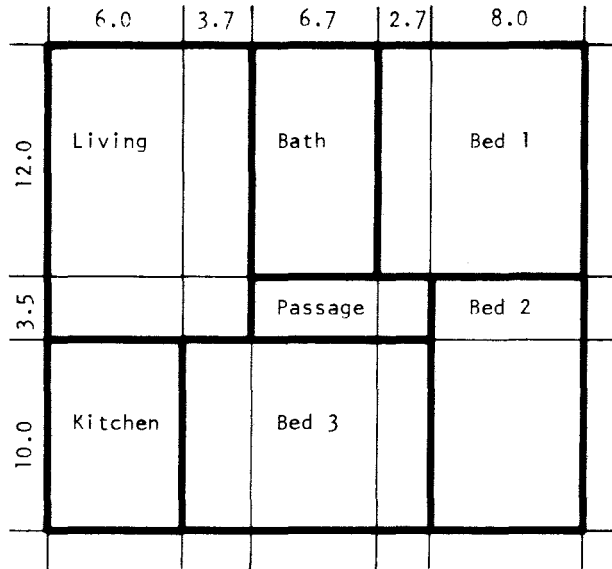 6.0 3.7 6.7 2.7 8.0
12.0
Living Bath Bed 1
3.5
Passage Bed 2
10.0
Kitchen Bed 3